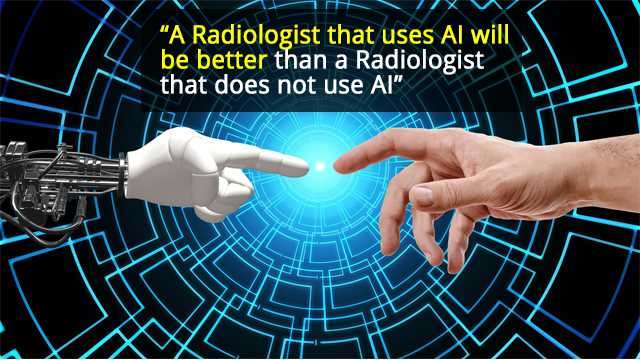 “A Radiologist that uses AI will
be better than a Radiologist
that does not use AI”